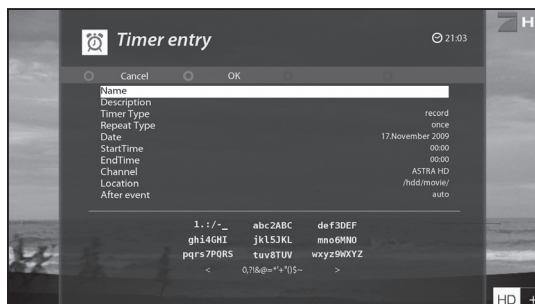 Timer entry
21:03
H
Cancel OK
Name
Description
Timer Type record
Repeat Type once
Date 17.November 2009
StartTime 00:00
EndTime 00:00
Channel ASTRA HD
Location /hdd/movie/
After event auto
1.:/-_ abc2ABC def3DEF
ghi4GHI jkl5JKL mno6MNO
pqrs7PQRS tuv8TUV wxyz9WXYZ
< 0,?!&@=*'+"()$~ >
HD +